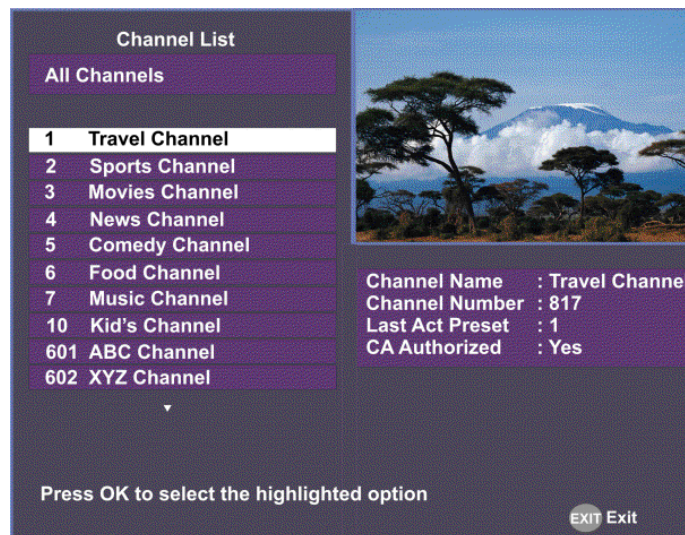 Channel List
All Channels
1 Travel Channel
2 Sports Channel
3 Movies Channel
4 News Channel
5 Comedy Channel
6 Food Channel
7 Music Channel
10 Kid's Channel
601 ABC Channel
602 XYZ Channel
Channel Name : Travel Channe
Channel Number : 817
Last Act Preset : 1
CA Authorized : Yes
Press OK to select the highlighted option
EXIT Exit